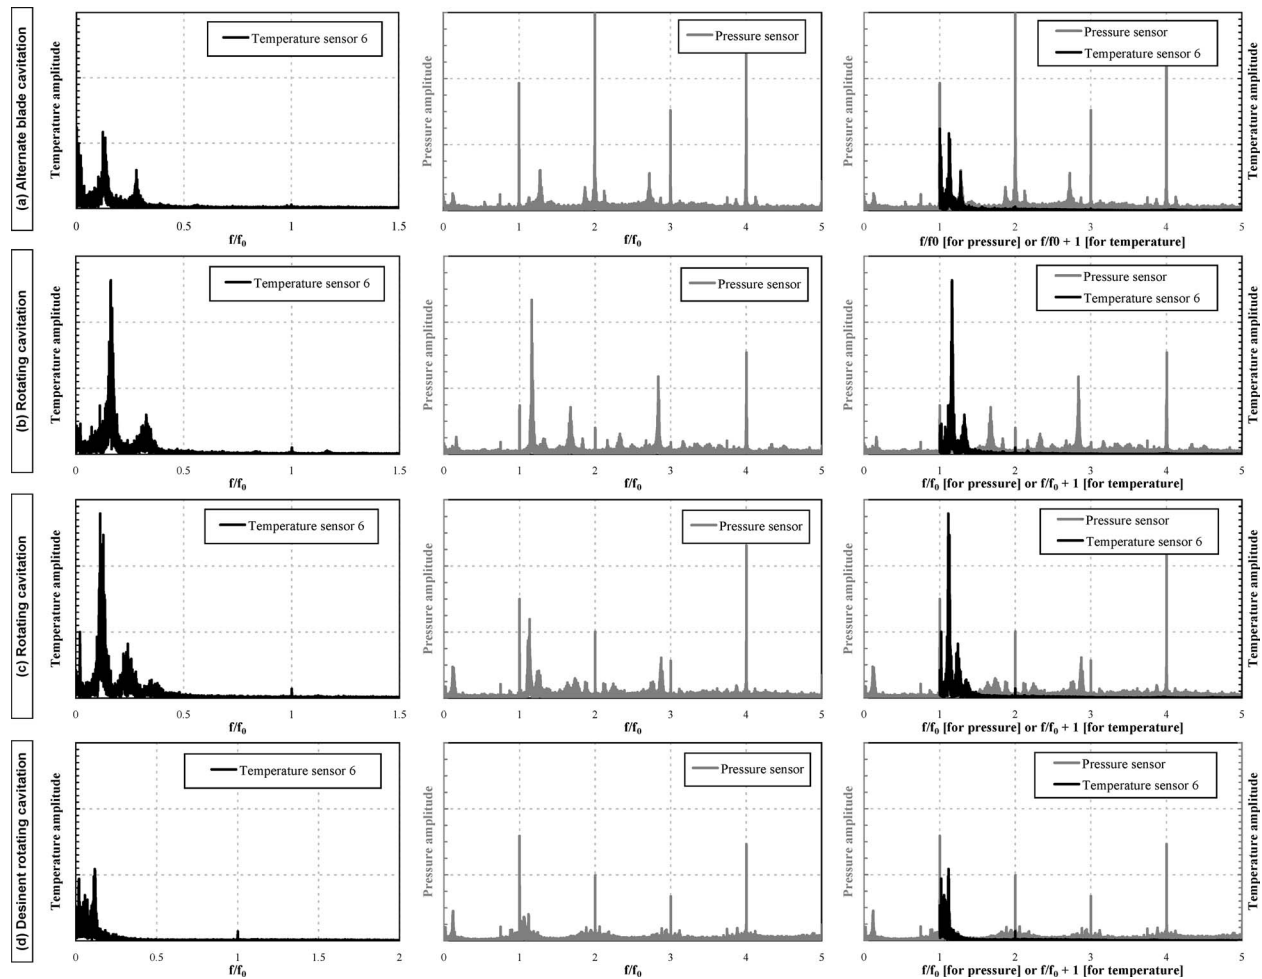 (a) Alternate blade cavitation
Temperature amplitude
Temperature sensor 6
0 0.5 1 1.5
f/f₀
Pressure amplitude
Pressure sensor
0 1 2 3 4 5
f/f₀
Pressure amplitude
Pressure sensor
Temperature sensor 6
Temperature amplitude
0 1 2 3 4 5
f/f0 [for pressure] or f/f0 + 1 [for temperature]
(b) Rotating cavitation
Temperature amplitude
Temperature sensor 6
0 0.5 1 1.5
f/f₀
Pressure amplitude
Pressure sensor
0 1 2 3 4 5
f/f₀
Pressure amplitude
Pressure sensor
Temperature sensor 6
Temperature amplitude
0 1 2 3 4 5
f/f₀ [for pressure] or f/f₀ + 1 [for temperature]
(c) Rotating cavitation
Temperature amplitude
Temperature sensor 6
0 0.5 1 1.5
f/f₀
Pressure amplitude
Pressure sensor
0 1 2 3 4 5
f/f₀
Pressure amplitude
Pressure sensor
Temperature sensor 6
Temperature amplitude
0 1 2 3 4 5
f/f₀ [for pressure] or f/f₀ + 1 [for temperature]
(d) Desinent rotating cavitation
Temperature amplitude
Temperature sensor 6
0 0.5 1 1.5 2
f/f₀
Pressure amplitude
Pressure sensor
0 1 2 3 4 5
f/f₀
Pressure amplitude
Pressure sensor
Temperature sensor 6
Temperature amplitude
0 1 2 3 4 5
f/f₀ [for pressure] or f/f₀ + 1 [for temperature]